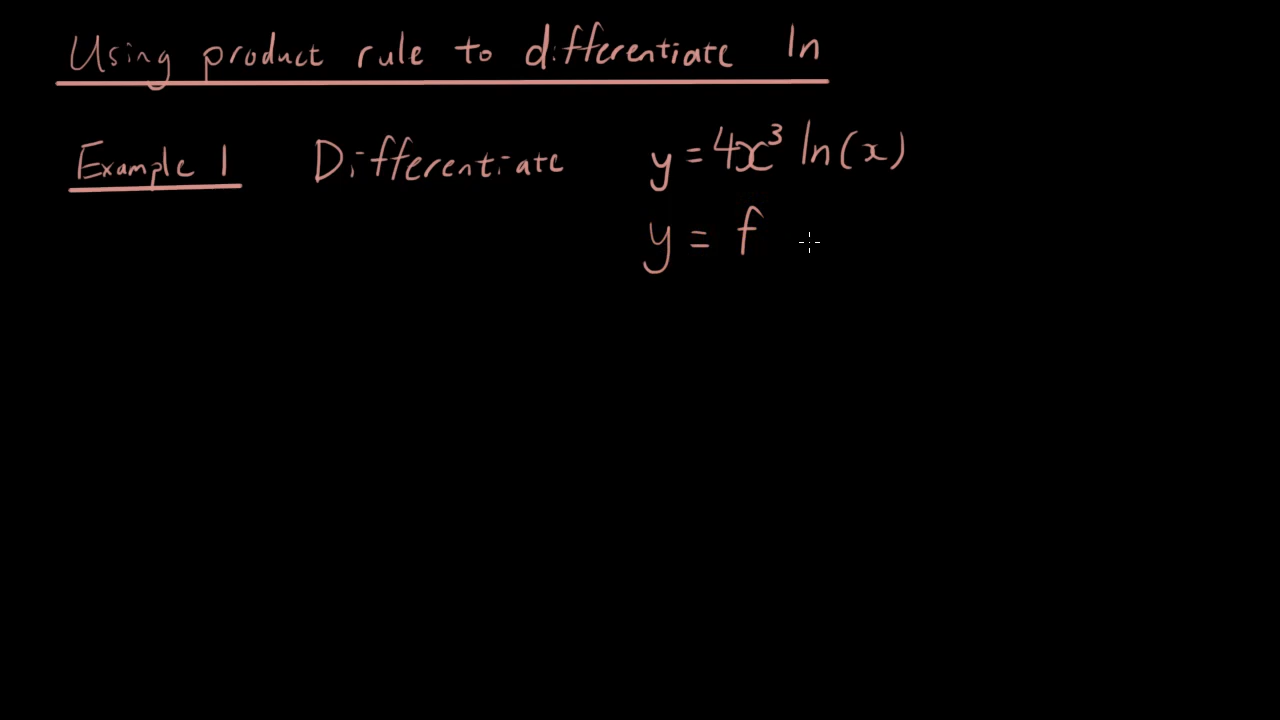 Using product rule to differentiate ln
Example 1 Differentiate y = 4x³ ln(x)
y = f